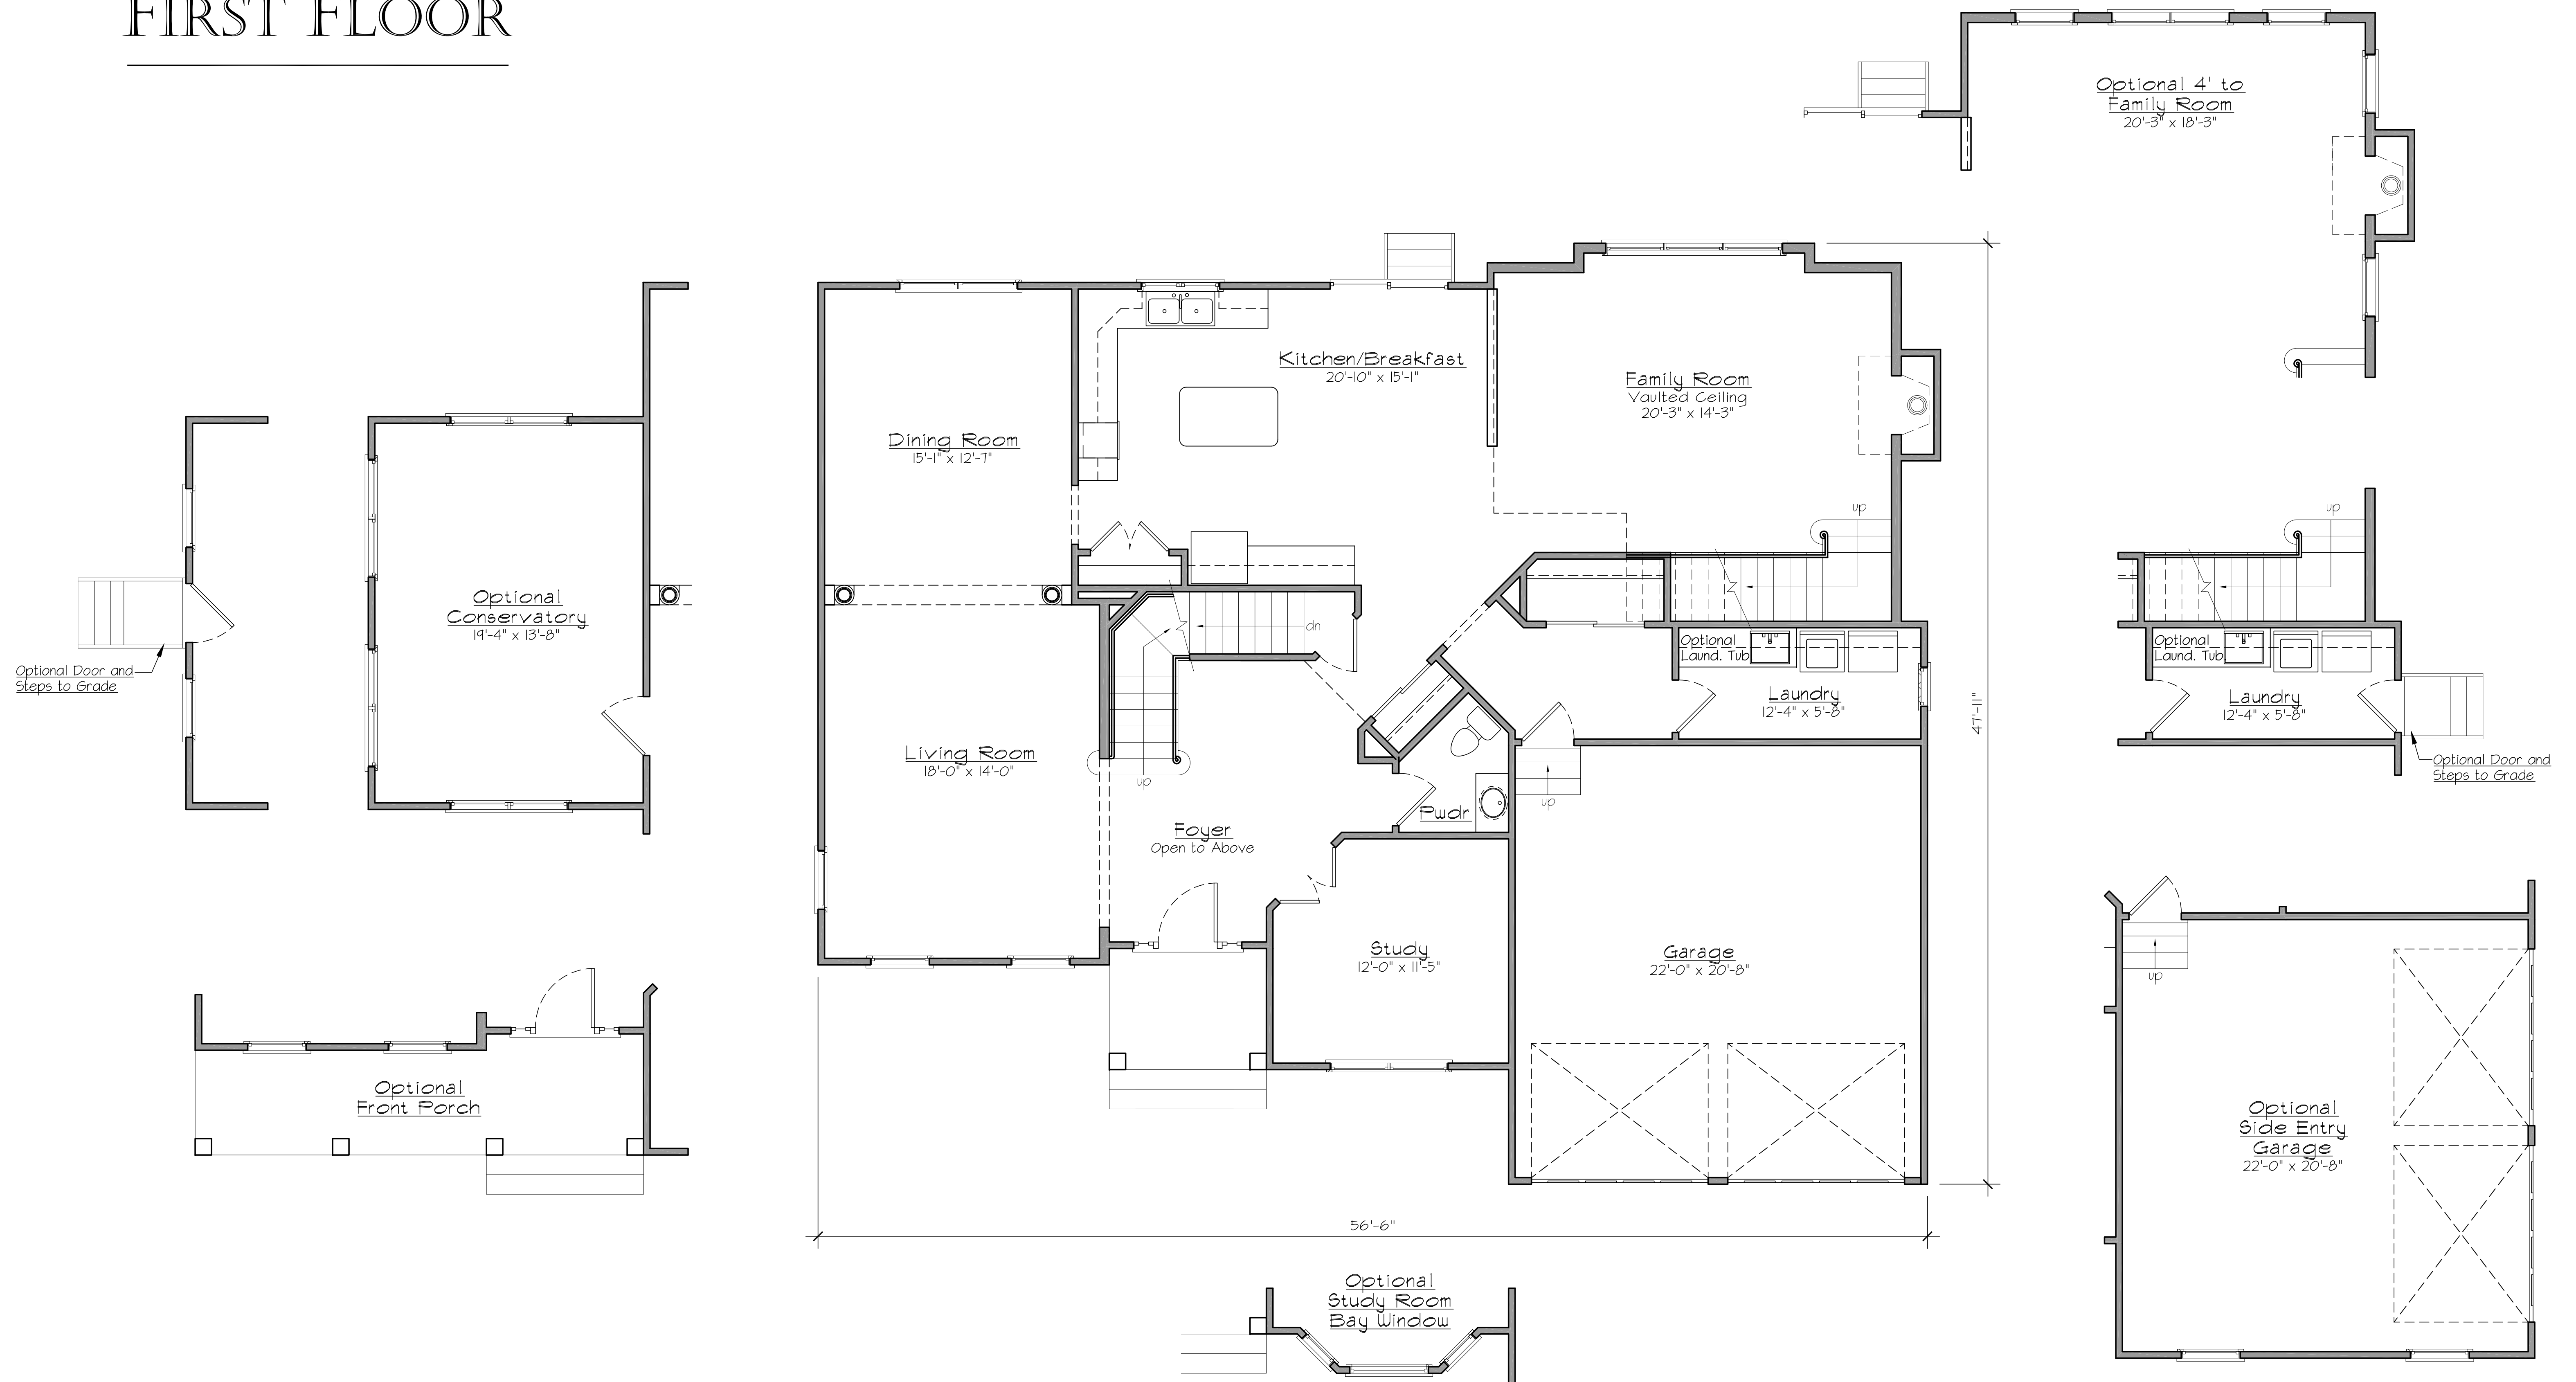 FIRST FLOOR
Optional 4' to
Family Room
20'-3" x 18'-3"
Kitchen/Breakfast
20'-10" x 15'-1"
Family Room
Vaulted Ceiling
20'-3" x 14'-3"
Dining Room
15'-1" x 12'-7"
up
up
Optional
Conservatory
19'-4" x 13'-8"
dn
Optional
Laund. Tub
Optional
Laund. Tub
Optional Door and
Steps to Grade
Laundry
12'-4" x 5'-8"
Laundry
12'-4" x 5'-8"
47'-11"
Living Room
18'-0" x 14'-0"
up
up
Optional Door and
Steps to Grade
Pwdr
Foyer
Open to Above
Study
12'-0" x 11'-5"
Garage
22'-0" x 20'-8"
up
Optional
Front Porch
Optional
Side Entry
Garage
22'-0" x 20'-8"
56'-6"
Optional
Study Room
Bay Window